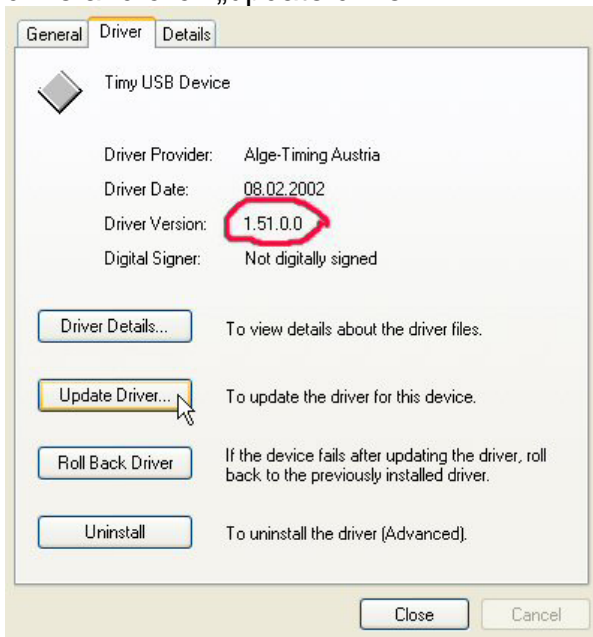 General Driver Details
Timy USB Device
Driver Provider: Alge-Timing Austria
Driver Date: 08.02.2002
Driver Version: 1.51.0.0
Digital Signer: Not digitally signed
Driver Details... To view details about the driver files.
Update Driver... To update the driver for this device.
Roll Back Driver If the device fails after updating the driver, roll
back to the previously installed driver.
Uninstall To uninstall the driver (Advanced).
Close Cancel